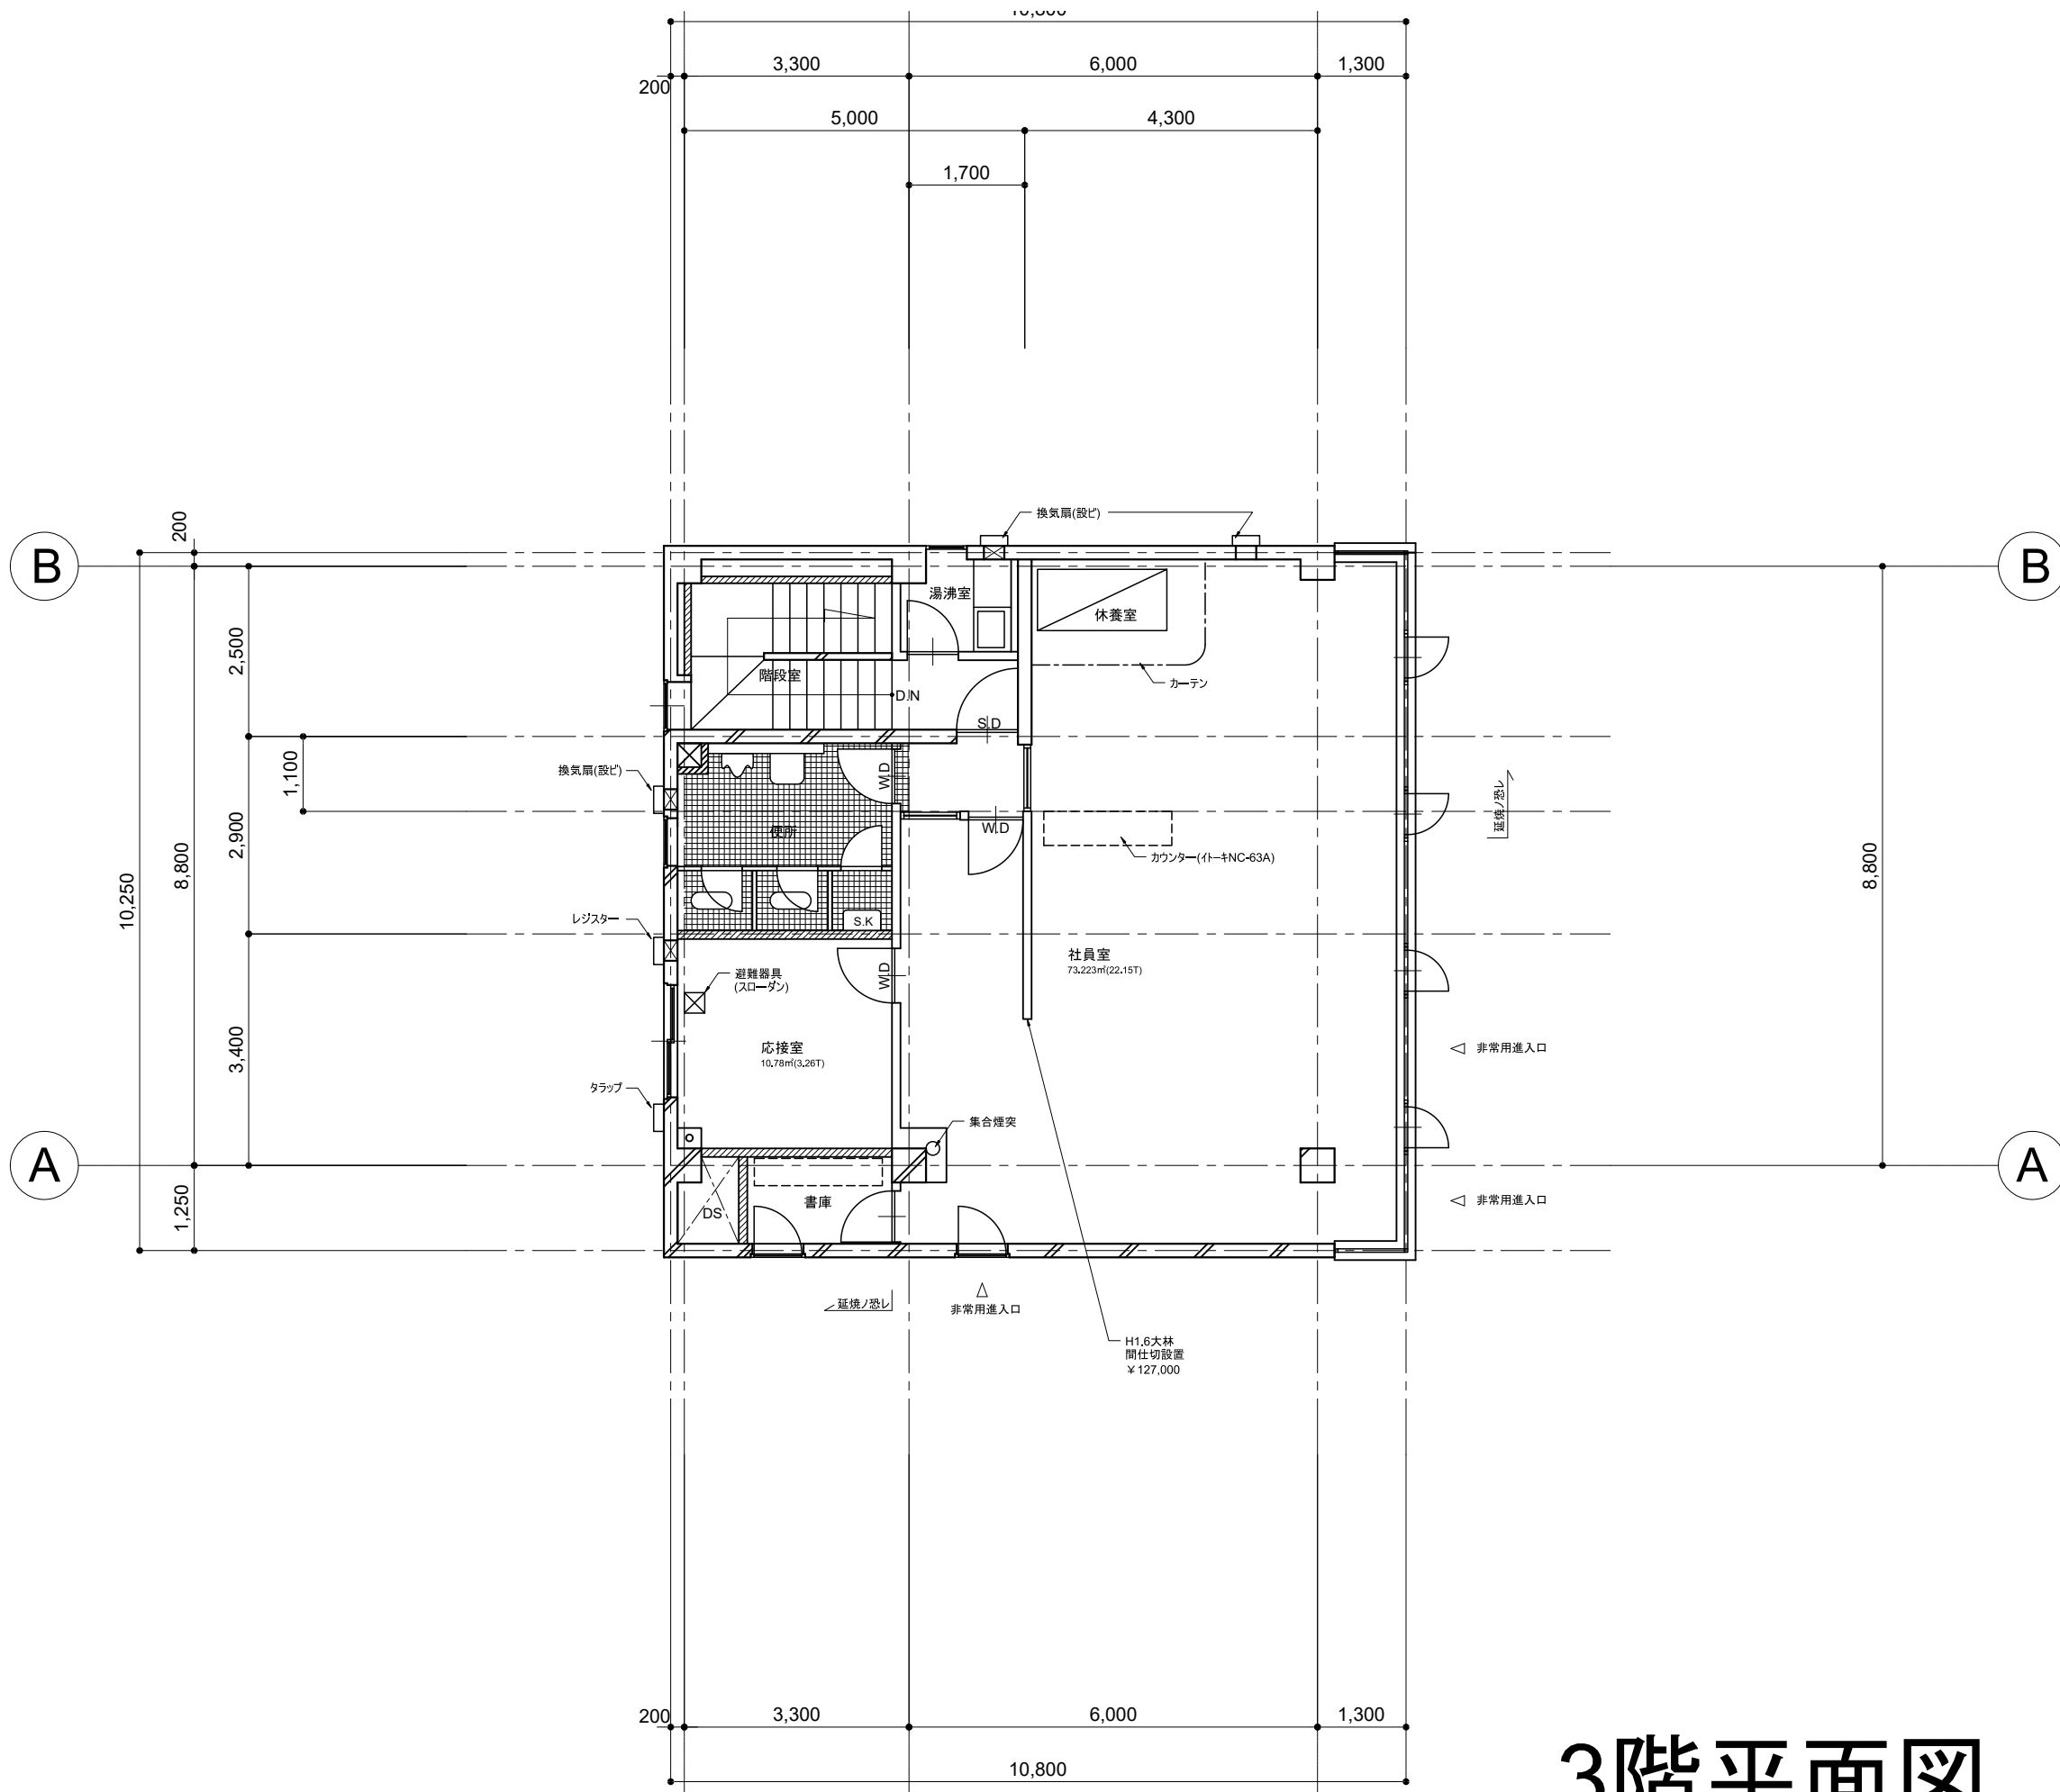 10,800
3,300
6,000
1,300
200
5,000
4,300
1,700
200
換気扇(設ビ)
B
B
湯沸室
休養室
2,500
階段室
カーテン
D.N
S.D
換気扇(設ビ)
1,100
W.D
延焼ノ恐レ
便所
W.D
2,900
カウンター(イトーキNC-63A)
8,800
8,800
10,250
レジスター
S.K
社員室
73.223㎡(22.15T)
避難器具
(スローダン)
W.D
3,400
応接室
10.78㎡(3.26T)
非常用進入口
タラップ
集合煙突
A
A
1,250
書庫
非常用進入口
DS
延焼ノ恐レ
非常用進入口
H1.6大林
間仕切設置
¥127,000
200
3,300
6,000
1,300
10,800
3階平面図